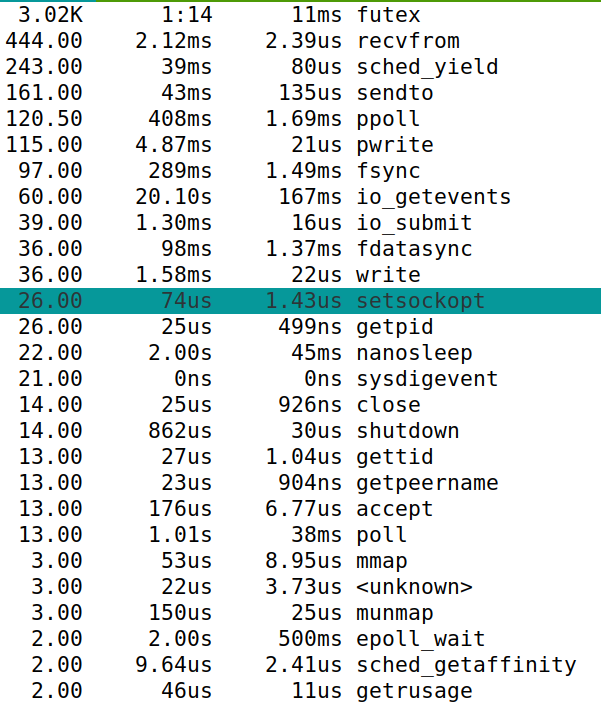 3.02K 1:14 11ms futex
444.00 2.12ms 2.39us recvfrom
243.00 39ms 80us sched_yield
161.00 43ms 135us sendto
120.50 408ms 1.69ms ppoll
115.00 4.87ms 21us pwrite
97.00 289ms 1.49ms fsync
60.00 20.10s 167ms io_getevents
39.00 1.30ms 16us io_submit
36.00 98ms 1.37ms fdatasync
36.00 1.58ms 22us write
26.00 74us 1.43us setsockopt
26.00 25us 499ns getpid
22.00 2.00s 45ms nanosleep
21.00 0ns 0ns sysdigevent
14.00 25us 926ns close
14.00 862us 30us shutdown
13.00 27us 1.04us gettid
13.00 23us 904ns getpeername
13.00 176us 6.77us accept
13.00 1.01s 38ms poll
3.00 53us 8.95us mmap
3.00 22us 3.73us <unknown>
3.00 150us 25us munmap
2.00 2.00s 500ms epoll_wait
2.00 9.64us 2.41us sched_getaffinity
2.00 46us 11us getrusage